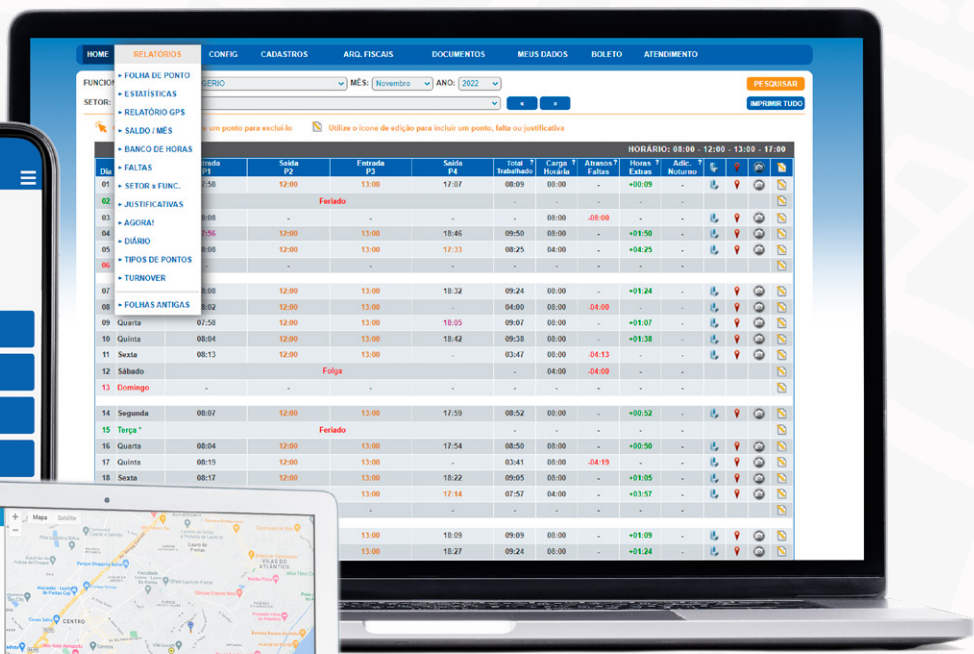 HOME RELATÓRIOS CONFIG CADASTROS ARQ. FISCAIS DOCUMENTOS MEUS DADOS BOLETO ATENDIMENTO
FOLHA DE PONTO
ESTATÍSTICAS
RELATÓRIO GPS
SALDO / MÊS
BANCO DE HORAS
FALTAS
SETOR x FUNC.
JUSTIFICATIVAS
AGORA!
DIÁRIO
TIPOS DE PONTOS
TURNOVER
FOLHAS ANTIGAS
MÊS: Novembro ANO: 2022 PESQUISAR
SETOR: « » IMPRIMIR TUDO
um ponto para excluí-lo Utilize o ícone de edição para incluir um ponto, falta ou justificativa
HORÁRIO: 08:00 - 12:00 - 13:00 - 17:00
Dia P1 Saída P2 Entrada P3 Saída P4 Total Trabalhado Carga Horária ? Atrasos Faltas ? Horas Extras ? Adic. Noturno
01 7:58 12:00 13:00 17:07 08:09 08:00 - +00:09 -
02 Feriado - - - - -
03 8:08 - - - - 08:00 -08:00 - -
04 7:56 12:00 13:00 18:46 09:50 08:00 - +01:50 -
05 8:08 12:00 13:00 17:33 08:25 04:00 - +04:25 -
06 - - - - - - - -
07 8:08 12:00 13:00 18:32 09:24 08:00 - +01:24 -
08 8:02 12:00 13:00 - 04:00 08:00 -04:00 - -
09 Quarta 07:58 12:00 13:00 18:05 09:07 08:00 - +01:07 -
10 Quinta 08:04 12:00 13:00 18:42 09:38 08:00 - +01:38 -
11 Sexta 08:13 12:00 13:00 - 03:47 08:00 -04:13 - -
12 Sábado Folga - 04:00 -04:00 - -
13 Domingo - - - - - - - - -
14 Segunda 08:07 12:00 13:00 17:59 08:52 08:00 - +00:52 -
15 Terça * Feriado - - - - -
16 Quarta 08:04 12:00 13:00 17:54 08:50 08:00 - +00:50 -
17 Quinta 08:19 12:00 13:00 - 03:41 08:00 -04:19 - -
18 Sexta 08:17 12:00 13:00 18:22 09:05 08:00 - +01:05 -
13:00 17:14 07:57 04:00 - +03:57 -
- - - - - - -
13:00 18:09 09:09 08:00 - +01:09 -
13:00 18:27 09:24 08:00 - +01:24 -
Mapa Satélite
Lauro de Freitas
VILAS DO ATLÂNTICO
CENTRO